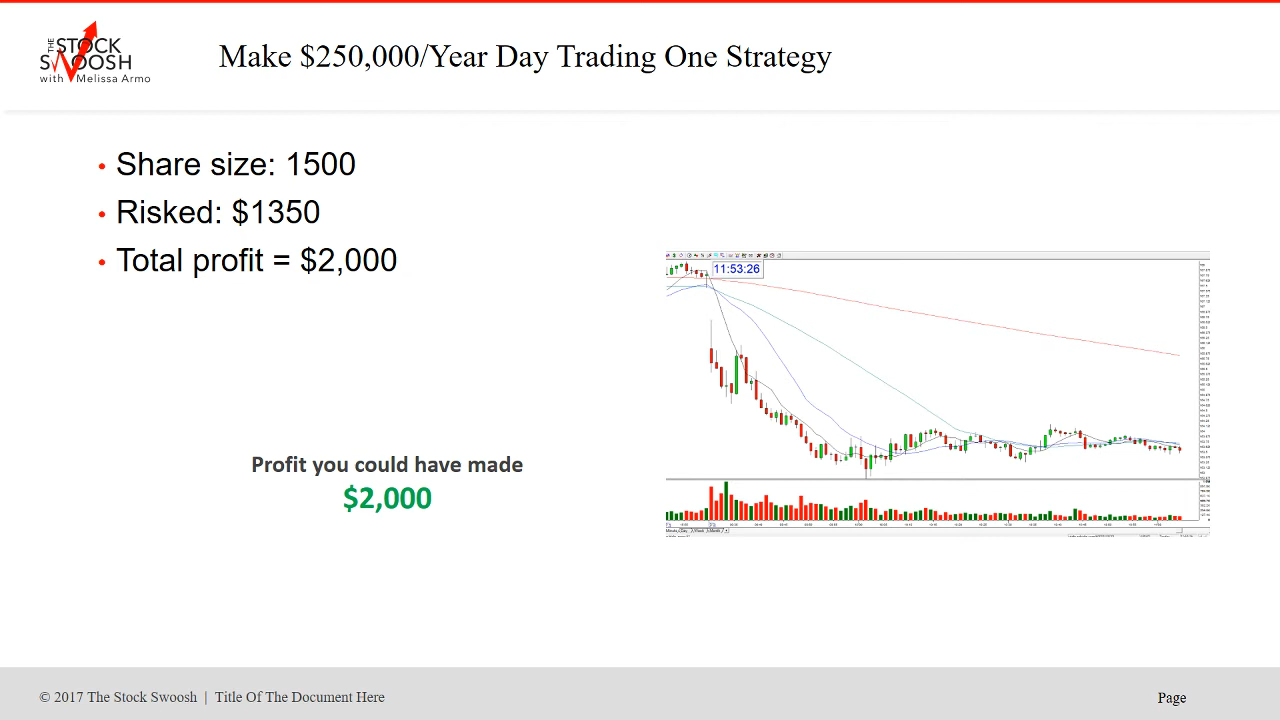 THE
STOCK
SWOOSH
with Melissa Armo
Make $250,000/Year Day Trading One Strategy
• Share size: 1500
• Risked: $1350
• Total profit = $2,000
11:53:26
Profit you could have made
$2,000
© 2017 The Stock Swoosh | Title Of The Document Here
Page